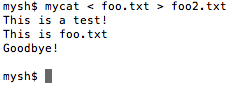 mysh$ mycat < foo.txt > foo2.txt
This is a test!
This is foo.txt
Goodbye!

mysh$